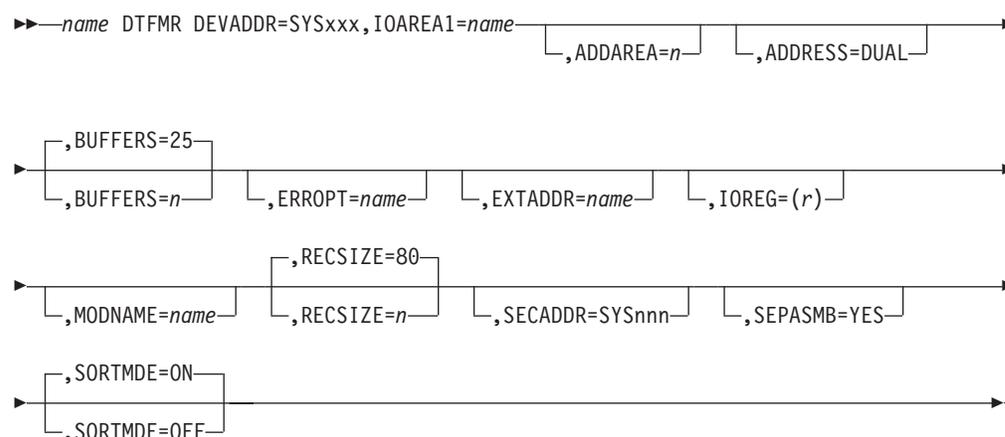 name DTFMR DEVADDR=SYSxxx,IOAREA1=name
,ADDAREA=n ,ADDRESS=DUAL
,BUFFERS=25
,BUFFERS=n ,ERROPT=name ,EXTADDR=name ,IOREG=(r)
,RECSIZE=80
,MODNAME=name ,RECSIZE=n ,SECADDR=SYSnnn ,SEPASMB=YES
,SORTMDE=ON
,SORTMDE=OFF